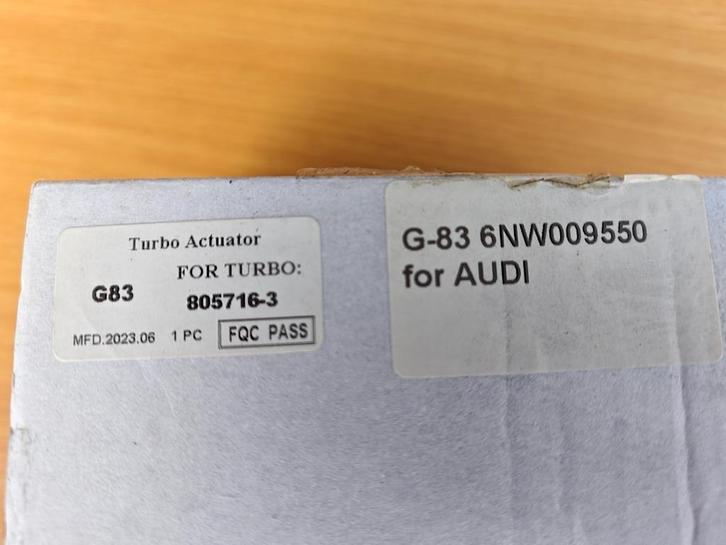 Turbo Actuator
FOR TURBO:
G83 805716-3
MFD.2023.06 1 PC FQC PASS
G-83 6NW009550
for AUDI